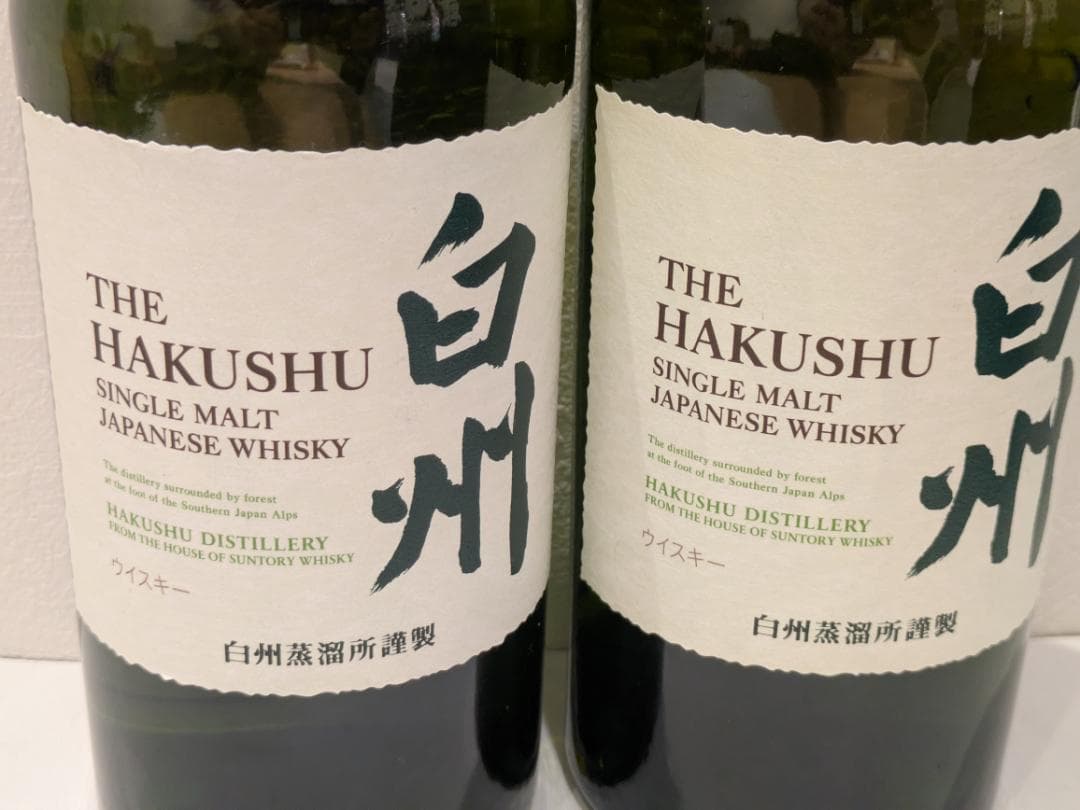 THE
HAKUSHU
SINGLE MALT
JAPANESE WHISKY
The distillery surrounded by forest
at the foot of the Southern Japan Alps
HAKUSHU DISTILLERY
FROM THE HOUSE OF SUNTORY WHISKY
ウイスキー
白州
白州蒸溜所謹製
THE
HAKUSHU
SINGLE MALT
JAPANESE WHISKY
The distillery surrounded by forest
at the foot of the Southern Japan Alps
HAKUSHU DISTILLERY
FROM THE HOUSE OF SUNTORY WHISKY
ウイスキー
白州
白州蒸溜所謹製